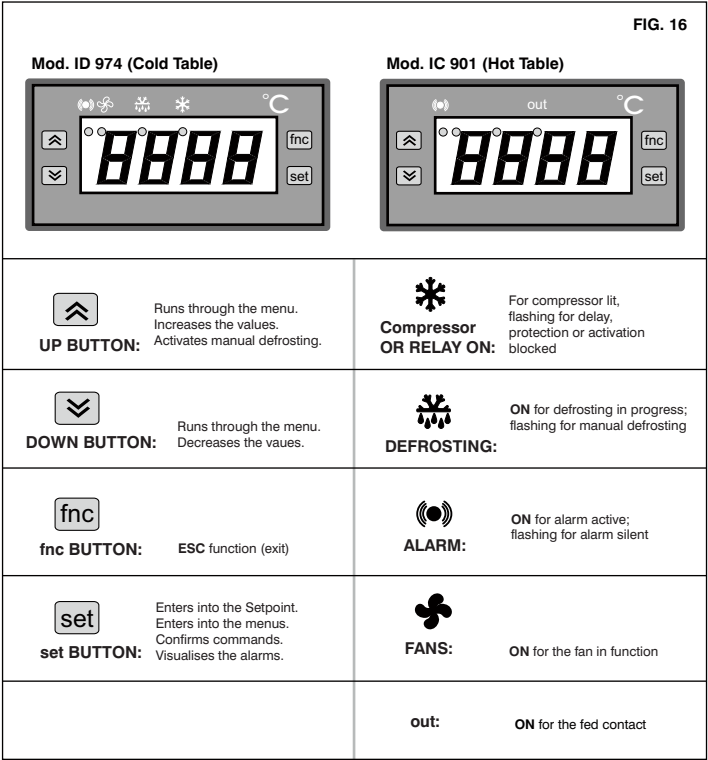 FIG. 16
Mod. ID 974 (Cold Table)
Mod. IC 901 (Hot Table)
°C
8888
fnc
set
out
°C
8888
fnc
set
UP BUTTON:
Runs through the menu.
Increases the values.
Activates manual defrosting.
Compressor
OR RELAY ON:
For compressor lit,
flashing for delay,
protection or activation
blocked
DOWN BUTTON:
Runs through the menu.
Decreases the vaues.
DEFROSTING:
ON for defrosting in progress;
flashing for manual defrosting
fnc
fnc BUTTON:
ESC function (exit)
ALARM:
ON for alarm active;
flashing for alarm silent
set
set BUTTON:
Enters into the Setpoint.
Enters into the menus.
Confirms commands.
Visualises the alarms.
FANS:
ON for the fan in function
out:
ON for the fed contact